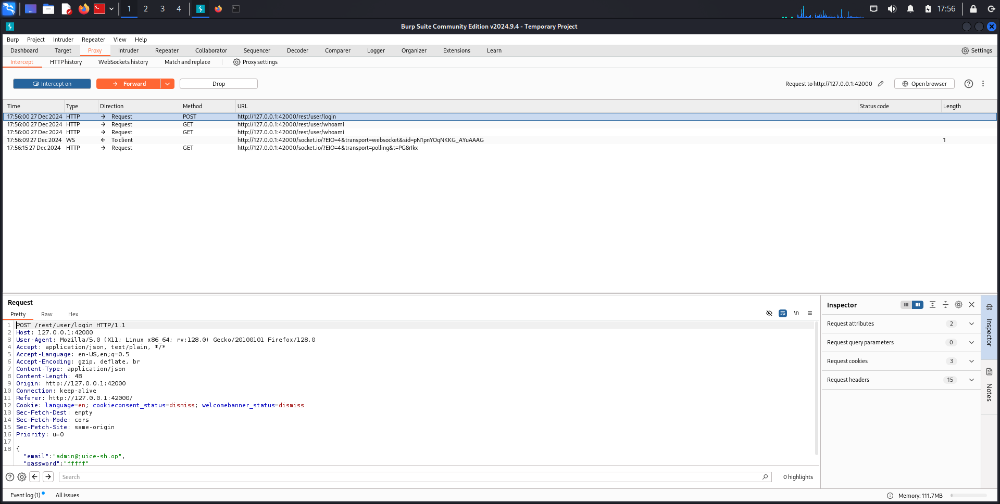 1 2 3 4 17:56
Burp Suite Community Edition v2024.9.4 - Temporary Project
Burp Project Intruder Repeater View Help
Dashboard Target Proxy Intruder Repeater Collaborator Sequencer Decoder Comparer Logger Organizer Extensions Learn Settings
Intercept HTTP history WebSockets history Match and replace Proxy settings
Intercept on Forward Drop Request to http://127.0.0.1:42000 Open browser
Time Type Direction Method URL Status code Length
17:56:00 27 Dec 2024 HTTP → Request POST http://127.0.0.1:42000/rest/user/login
17:56:00 27 Dec 2024 HTTP → Request GET http://127.0.0.1:42000/rest/user/whoami
17:56:00 27 Dec 2024 HTTP → Request GET http://127.0.0.1:42000/rest/user/whoami
17:56:09 27 Dec 2024 WS ← To client http://127.0.0.1:42000/socket.io/?EIO=4&transport=websocket&sid=pN1pnYOqNKKG_AYuAAAG 1
17:56:15 27 Dec 2024 HTTP → Request GET http://127.0.0.1:42000/socket.io/?EIO=4&transport=polling&t=PG8rIkx
Request
Pretty Raw Hex \n
1 POST /rest/user/login HTTP/1.1
2 Host: 127.0.0.1:42000
3 User-Agent: Mozilla/5.0 (X11; Linux x86_64; rv:128.0) Gecko/20100101 Firefox/128.0
4 Accept: application/json, text/plain, */*
5 Accept-Language: en-US,en;q=0.5
6 Accept-Encoding: gzip, deflate, br
7 Content-Type: application/json
8 Content-Length: 48
9 Origin: http://127.0.0.1:42000
10 Connection: keep-alive
11 Referer: http://127.0.0.1:42000/
12 Cookie: language=en; cookieconsent_status=dismiss; welcomebanner_status=dismiss
13 Sec-Fetch-Dest: empty
14 Sec-Fetch-Mode: cors
15 Sec-Fetch-Site: same-origin
16 Priority: u=0
17
18 {
"email":"admin@juice-sh.op",
"password":"fffff"
Search
0 highlights
Inspector
Request attributes 2
Request query parameters 0
Request cookies 3
Request headers 15
Inspector
Notes
Event log (1) All issues Memory: 111.7MB